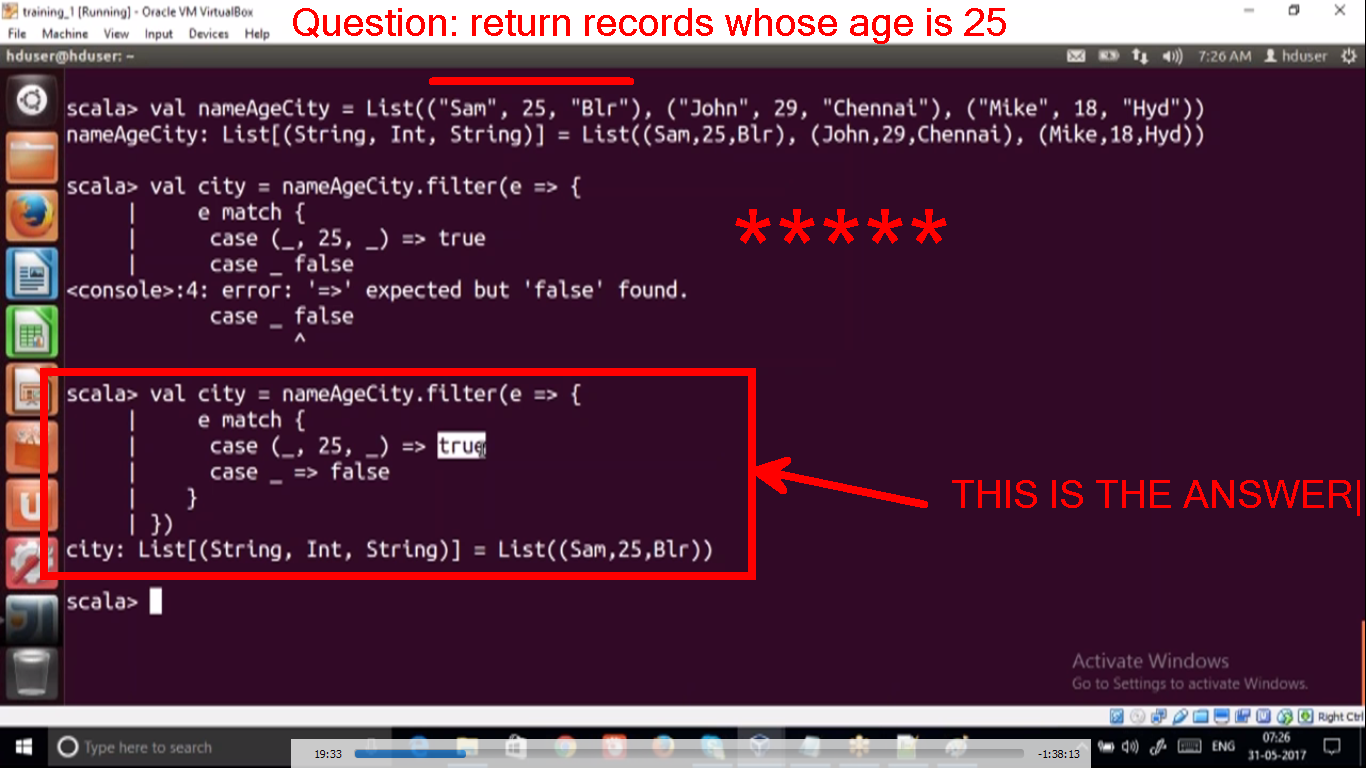 training_1 [Running] - Oracle VM VirtualBox
Question: return records whose age is 25
File Machine View Input Devices Help
hduser@hduser: ~
7:26 AM hduser
scala> val nameAgeCity = List(("Sam", 25, "Blr"), ("John", 29, "Chennai"), ("Mike", 18, "Hyd"))
nameAgeCity: List[(String, Int, String)] = List((Sam,25,Blr), (John,29,Chennai), (Mike,18,Hyd))
scala> val city = nameAgeCity.filter(e => {
| e match {
| case (_, 25, _) => true
| case _ false
<console>:4: error: '=>' expected but 'false' found.
case _ false
^
*****
scala> val city = nameAgeCity.filter(e => {
| e match {
| case (_, 25, _) => true
| case _ => false
| }
| })
city: List[(String, Int, String)] = List((Sam,25,Blr))
THIS IS THE ANSWER|
scala>
Activate Windows
Go to Settings to activate Windows.
Right Ctrl
Type here to search
19:33
-1:38:13
ENG
07:26
31-05-2017